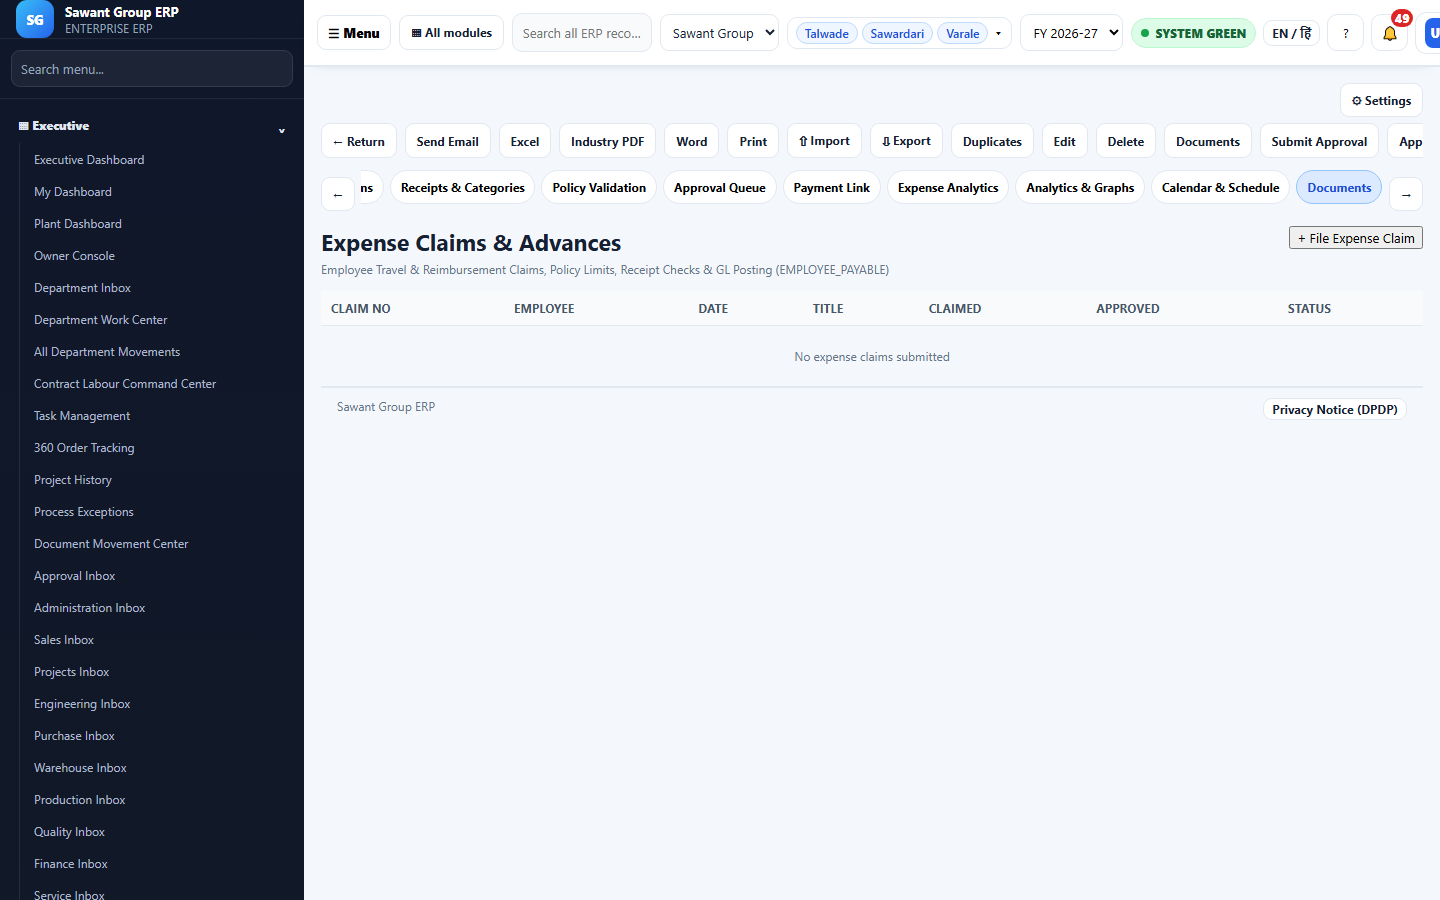 SG
Sawant Group ERP
ENTERPRISE ERP
Search menu...
Executive
Executive Dashboard
My Dashboard
Plant Dashboard
Owner Console
Department Inbox
Department Work Center
All Department Movements
Contract Labour Command Center
Task Management
360 Order Tracking
Project History
Process Exceptions
Document Movement Center
Approval Inbox
Administration Inbox
Sales Inbox
Projects Inbox
Engineering Inbox
Purchase Inbox
Warehouse Inbox
Production Inbox
Quality Inbox
Finance Inbox
Service Inbox
☰ Menu All modules Search all ERP reco... Sawant Group Talwade Sawardari Varale FY 2026-27 SYSTEM GREEN EN / हिं ? 49 U
⚙ Settings
← Return Send Email Excel Industry PDF Word Print ⇧ Import ⇩ Export Duplicates Edit Delete Documents Submit Approval App
← ns Receipts & Categories Policy Validation Approval Queue Payment Link Expense Analytics Analytics & Graphs Calendar & Schedule Documents →
Expense Claims & Advances
+ File Expense Claim
Employee Travel & Reimbursement Claims, Policy Limits, Receipt Checks & GL Posting (EMPLOYEE_PAYABLE)
CLAIM NO EMPLOYEE DATE TITLE CLAIMED APPROVED STATUS
No expense claims submitted
Sawant Group ERP
Privacy Notice (DPDP)